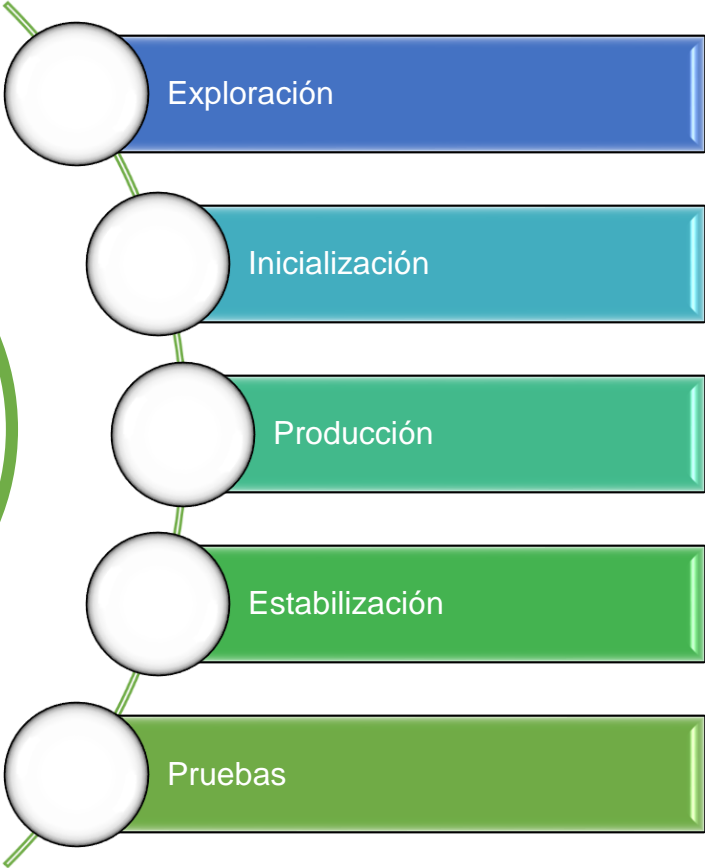 Exploración
Inicialización
Producción
Estabilización
Pruebas